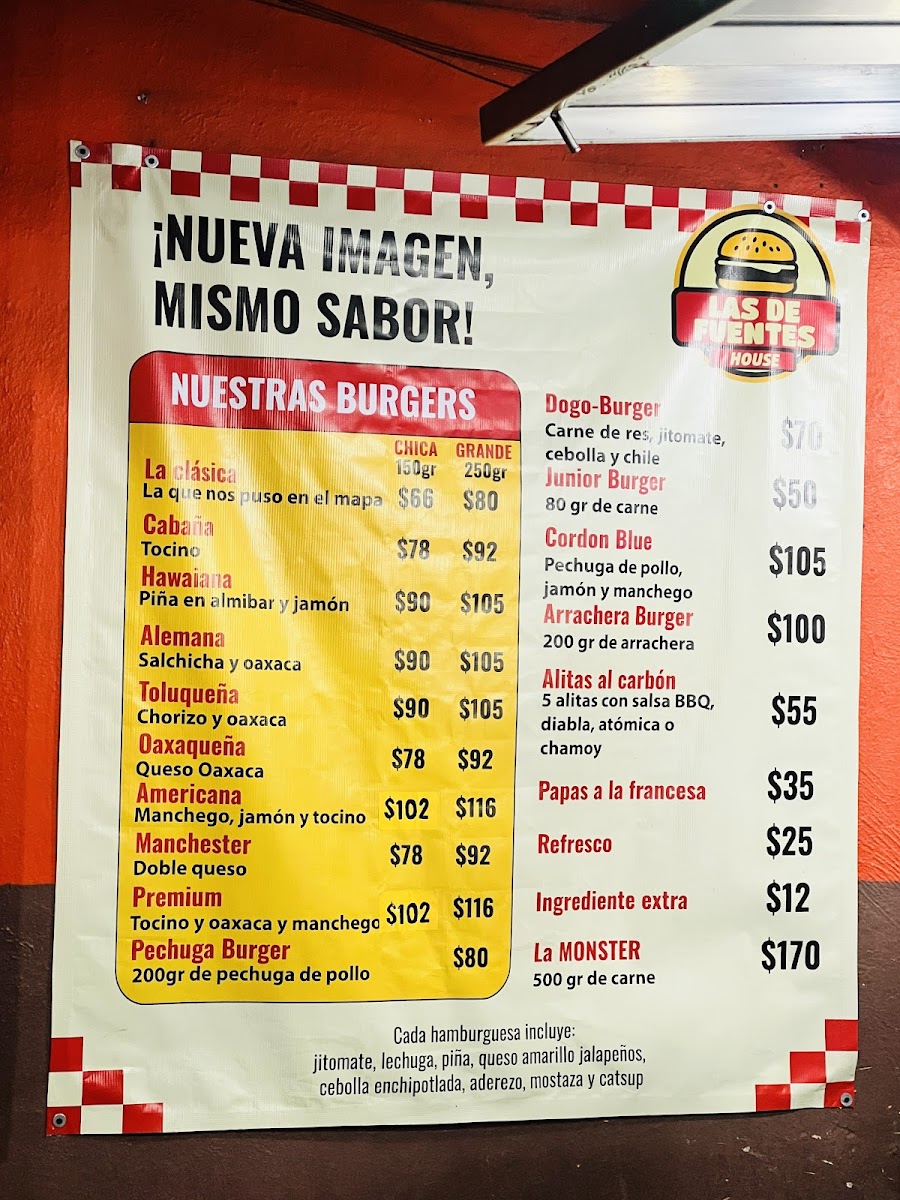 ¡NUEVA IMAGEN,
MISMO SABOR!
LAS DE
FUENTES
HOUSE
NUESTRAS BURGERS
CHICA GRANDE
150gr 250gr
La clásica
La que nos puso en el mapa $66 $80
Cabaña
Tocino $78 $92
Hawaiana
Piña en almibar y jamón $90 $105
Alemana
Salchicha y oaxaca $90 $105
Toluqueña
Chorizo y oaxaca $90 $105
Oaxaqueña
Queso Oaxaca $78 $92
Americana
Manchego, jamón y tocino $102 $116
Manchester
Doble queso $78 $92
Premium
Tocino y oaxaca y manchego $102 $116
Pechuga Burger
200gr de pechuga de pollo $80
Dogo-Burger
Carne de res, jitomate, $70
cebolla y chile
Junior Burger
80 gr de carne $50
Cordon Blue
Pechuga de pollo, $105
jamón y manchego
Arrachera Burger
200 gr de arrachera $100
Alitas al carbón
5 alitas con salsa BBQ, $55
diabla, atómica o
chamoy
Papas a la francesa $35
Refresco $25
Ingrediente extra $12
La MONSTER $170
500 gr de carne
Cada hamburguesa incluye:
jitomate, lechuga, piña, queso amarillo jalapeños,
cebolla enchipotlada, aderezo, mostaza y catsup